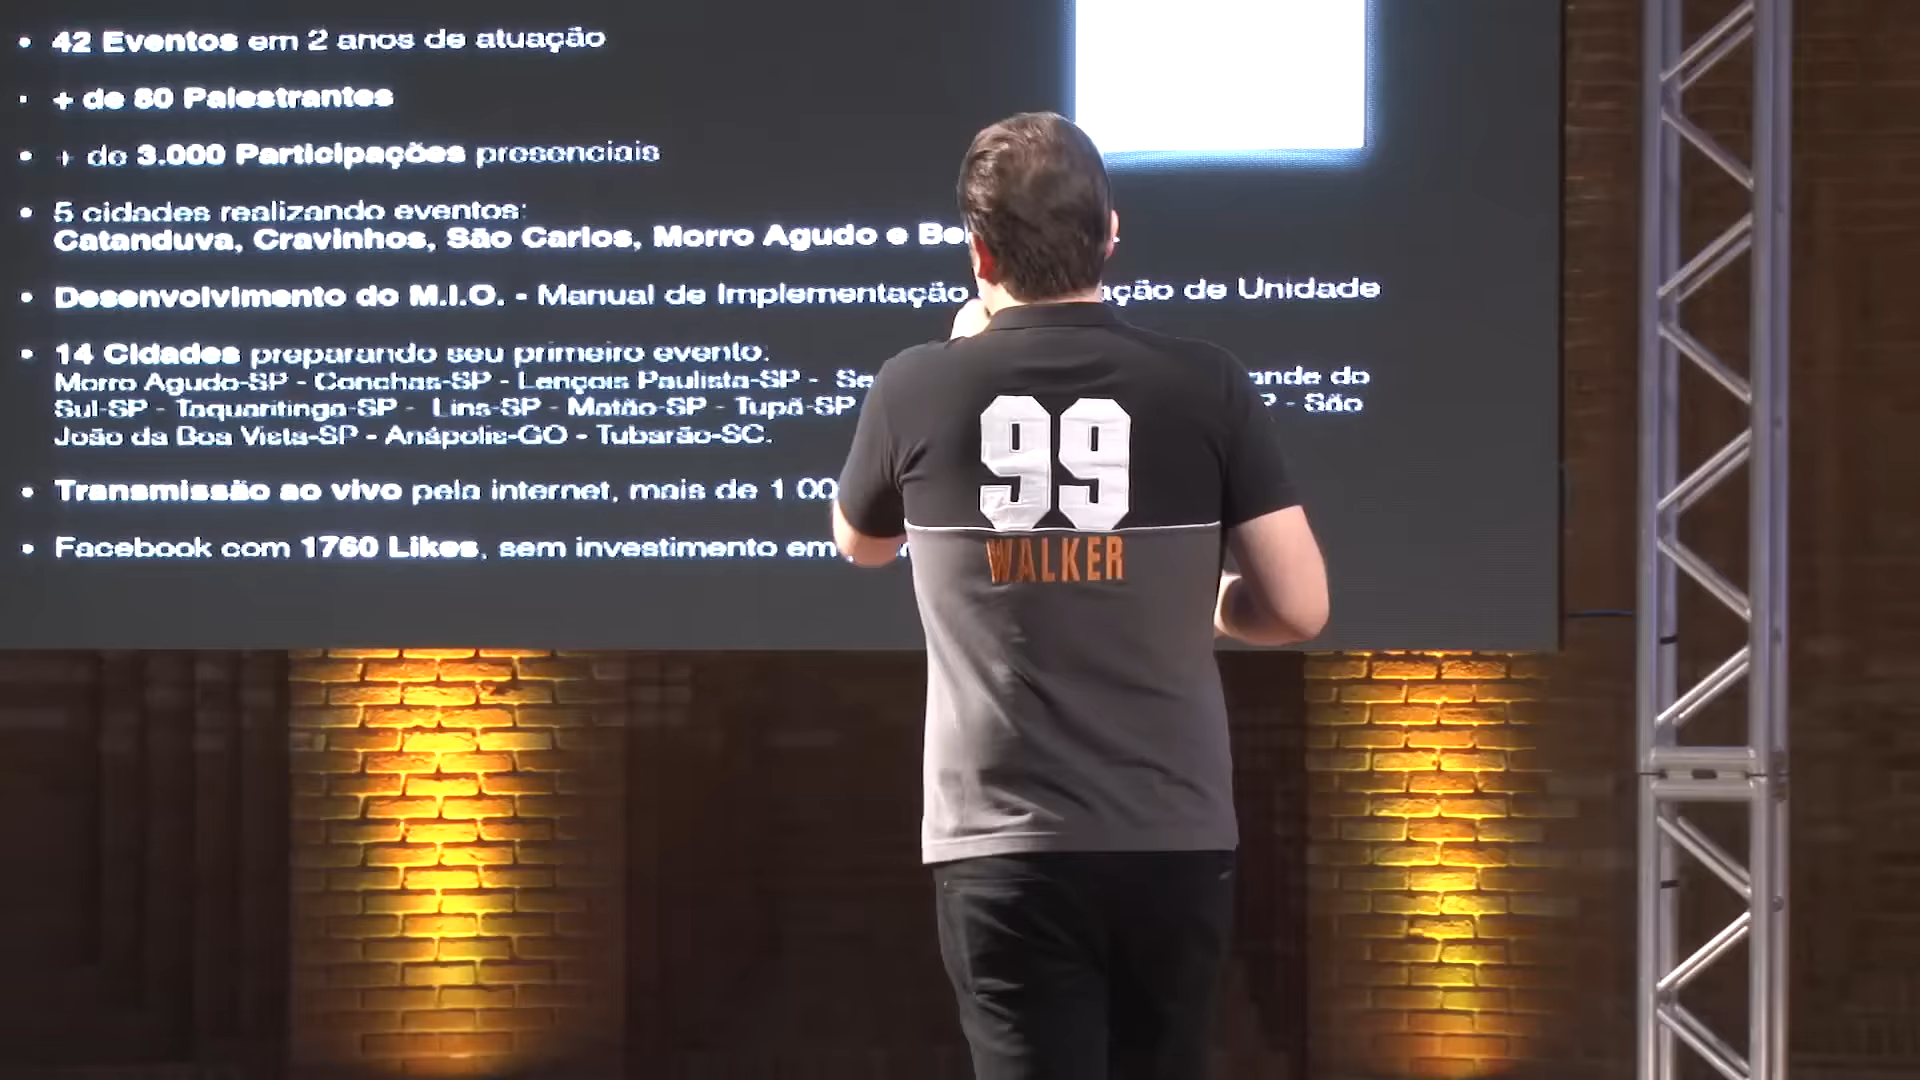 • 42 Eventos em 2 anos de atuação
• + de 80 Palestrantes
• + de 3.000 Participações presenciais
• 5 cidades realizando eventos:
Catanduva, Cravinhos, São Carlos, Morro Agudo e
• Desenvolvimento do M.I.O. - Manual de Implementação de Unidade
• 14 Cidades preparando seu primeiro evento:
Morro Agudo-SP - Conchas-SP - Lençois Paulista-SP - do
Sul-SP - Taquaritinga-SP - Lins-SP - Matão-SP - Tupã-SP - São
João da Boa Vista-SP - Anápolis-GO - Tubarão-SC.
• Transmissão ao vivo pela internet, mais de
• Facebook com 1760 Likes, sem investimento em
99
WALKER